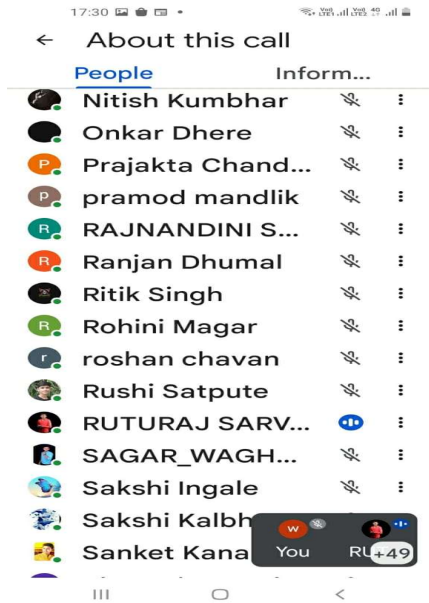 17:30
← About this call
People Inform...
Nitish Kumbhar
Onkar Dhere
P Prajakta Chand...
p pramod mandlik
R RAJNANDINI S...
R Ranjan Dhumal
Ritik Singh
R Rohini Magar
r roshan chavan
Rushi Satpute
RUTURAJ SARV...
SAGAR_WAGH...
Sakshi Ingale
Sakshi Kalbh
Sanket Kana
W
You RU +49